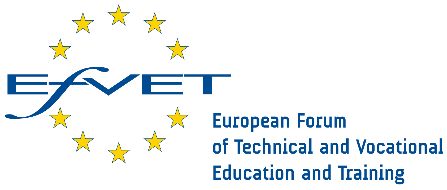 EfVET
European Forum
of Technical and Vocational
Education and Training